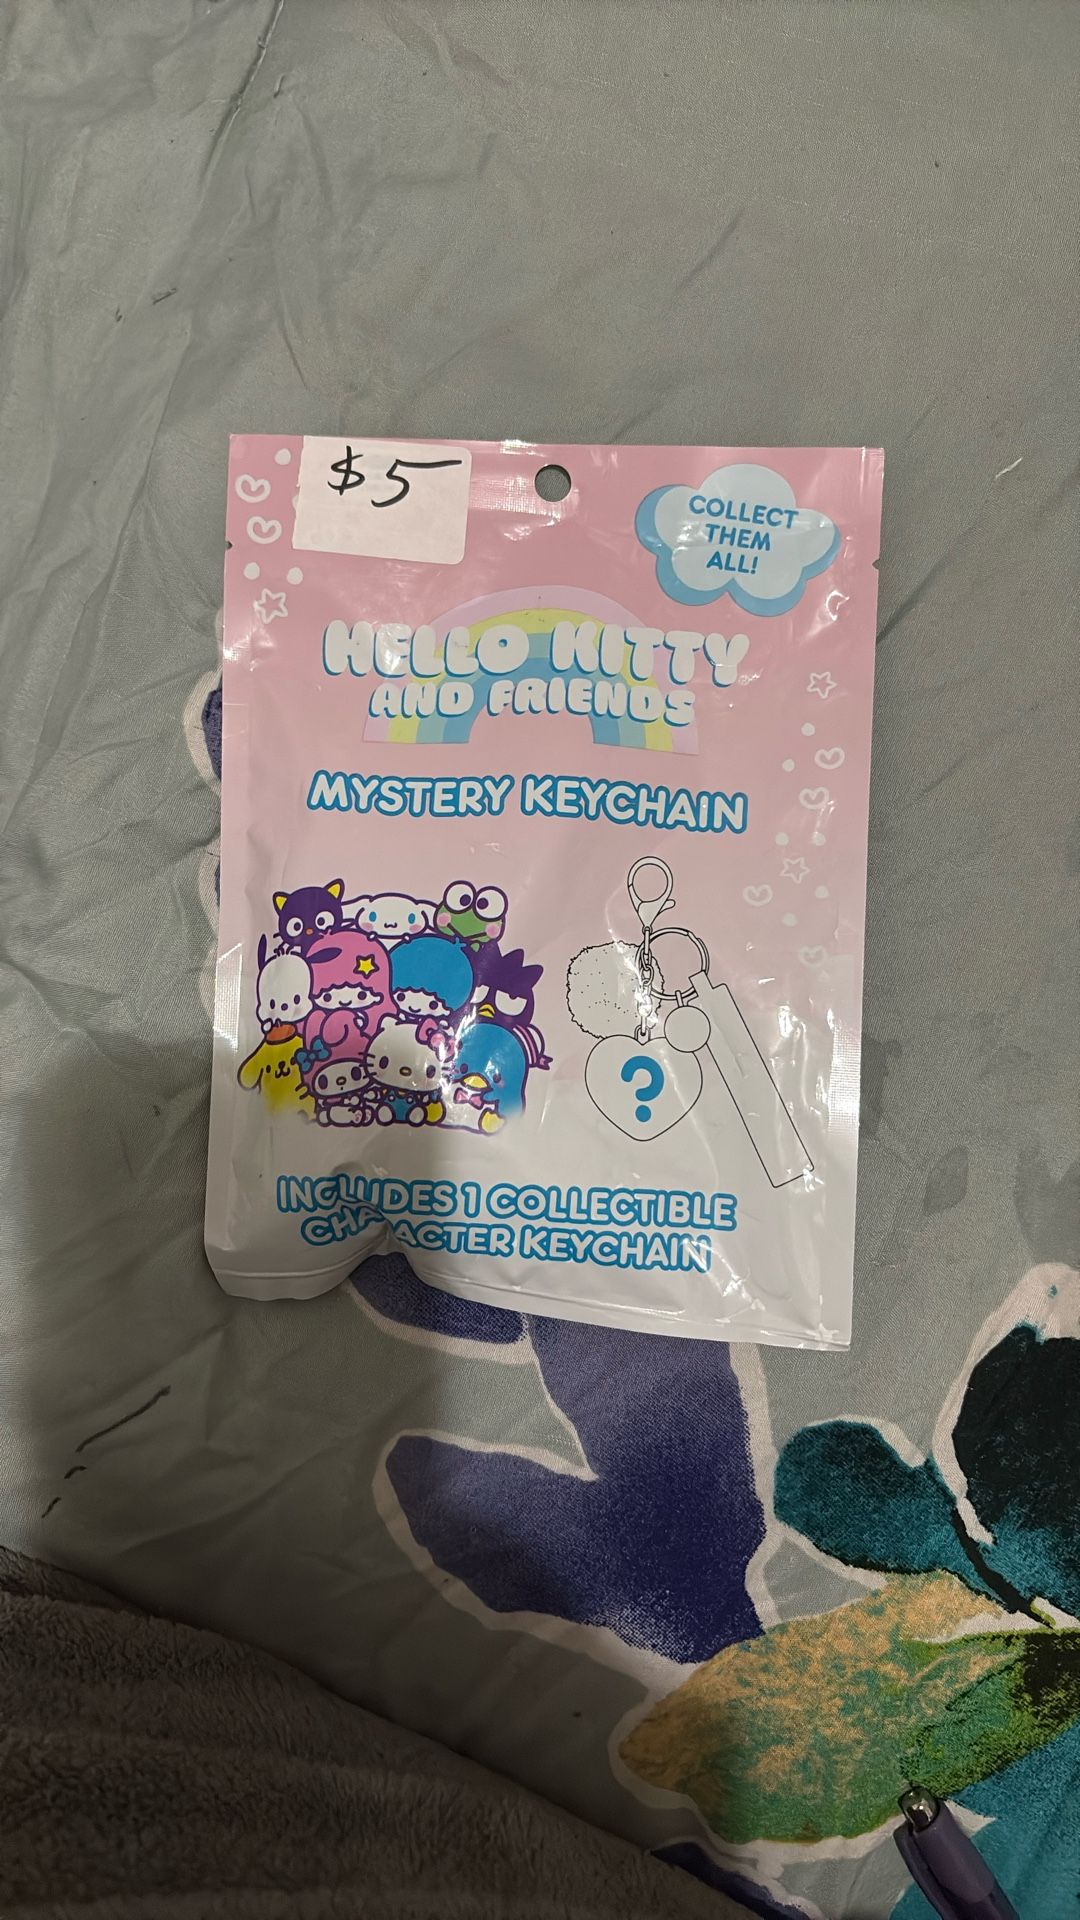 $5
COLLECT
THEM
ALL!
HELLO KITTY
AND FRIENDS
MYSTERY KEYCHAIN
?
INCLUDES 1 COLLECTIBLE
CHARACTER KEYCHAIN